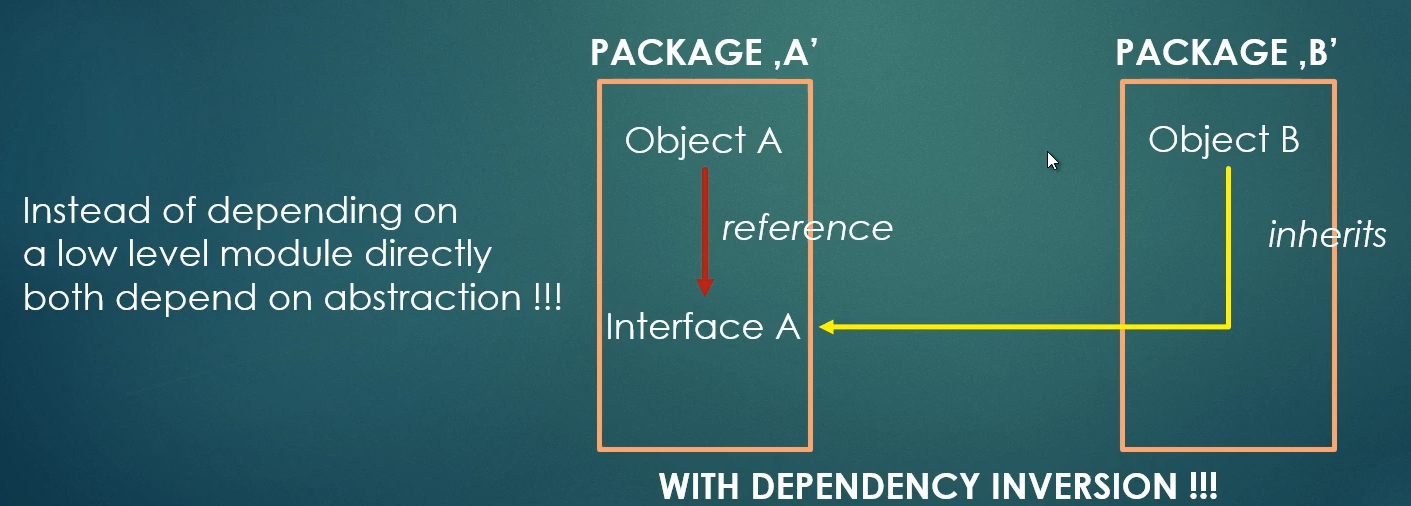 PACKAGE ‚A’
PACKAGE ‚B’
Object A
Object B
Instead of depending on
a low level module directly
both depend on abstraction !!!
reference
inherits
Interface A
WITH DEPENDENCY INVERSION !!!